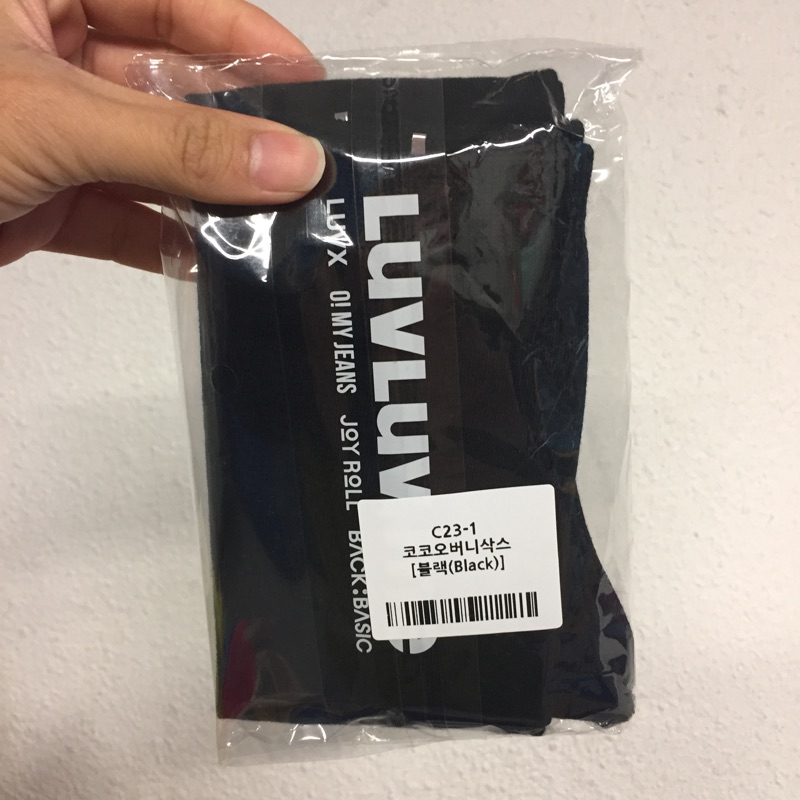 LUVLUV
LUVX
O! MY JEANS
JOY ROLL
BACK:BASIC
C23-1
코코오버니삭스
[블랙(Black)]